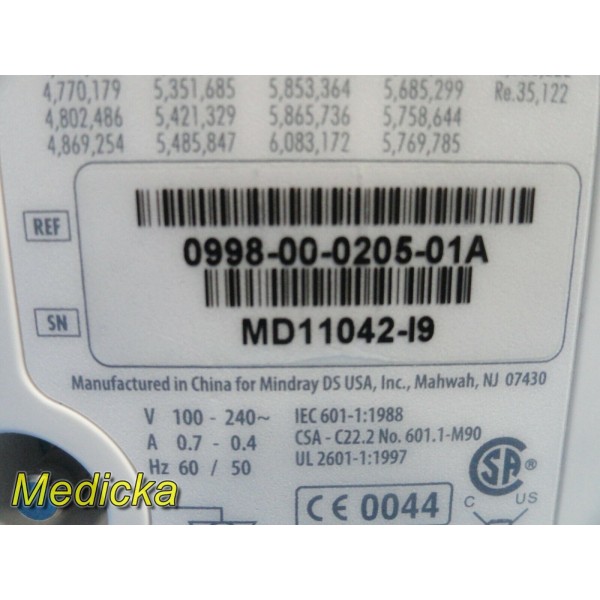 4,770,179 5,351,685 5,853,364 5,685,299 Re.35,122
4,802,486 5,421,329 5,865,736 5,758,644
4,869,254 5,485,847 6,083,172 5,769,785
REF
0998-00-0205-01A
SN
MD11042-I9
Manufactured in China for Mindray DS USA, Inc., Mahwah, NJ 07430
V 100 - 240~ IEC 601-1:1988
A 0.7 - 0.4 CSA - C22.2 No. 601.1-M90
Hz 60 / 50 UL 2601-1:1997
SA ®
C US
CE 0044
Medicka